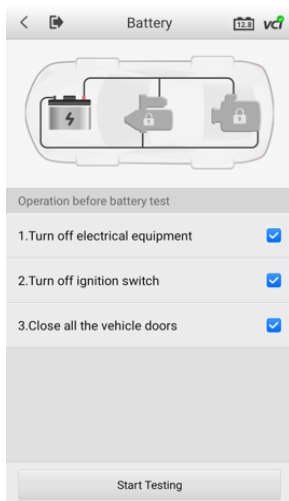 Battery
12.8
VCI
Operation before battery test
1.Turn off electrical equipment
2.Turn off ignition switch
3.Close all the vehicle doors
Start Testing